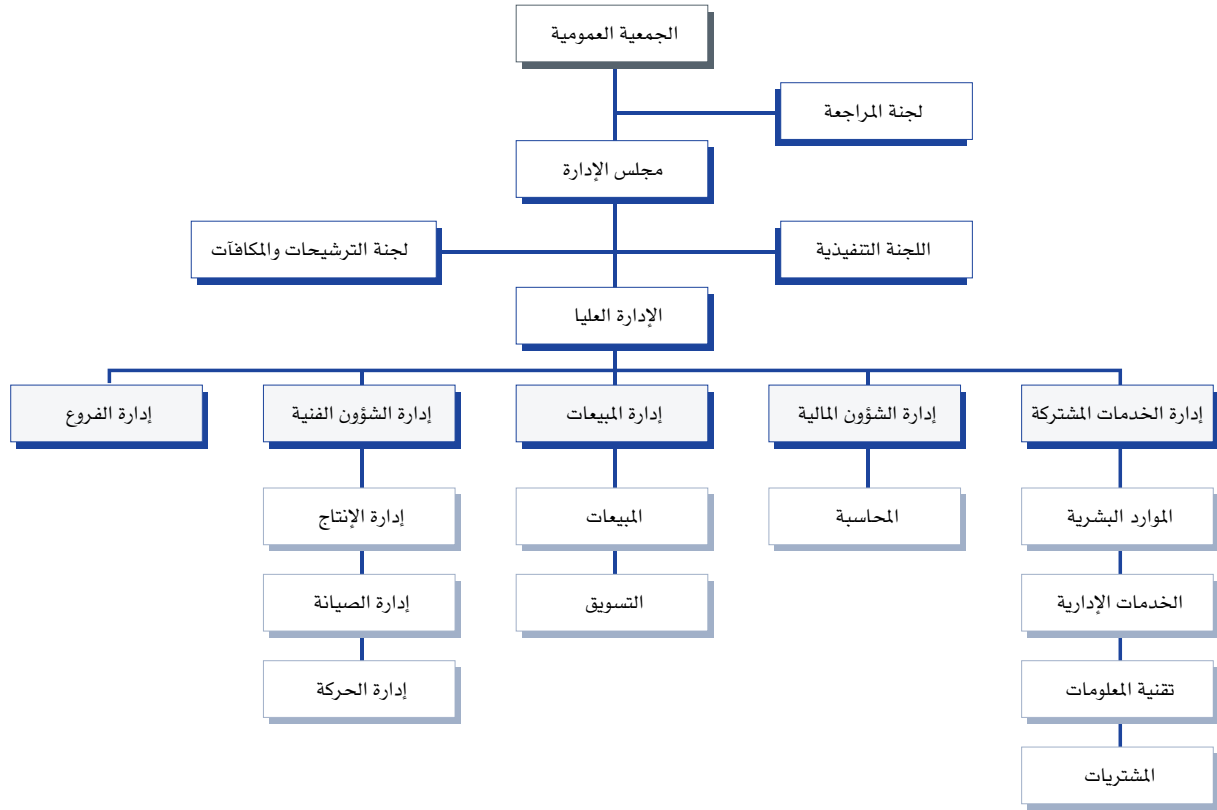 الجمعية العمومية
لجنة المراجعة
مجلس الإدارة
اللجنة التنفيذية
لجنة الترشيحات والمكافآت
الإدارة العليا
إدارة الخدمات المشتركة
إدارة الشؤون المالية
إدارة المبيعات
إدارة الشؤون الفنية
إدارة الفروع
الموارد البشرية
المحاسبة
المبيعات
إدارة الإنتاج
الخدمات الإدارية
التسويق
إدارة الصيانة
تقنية المعلومات
إدارة الحركة
المشتريات